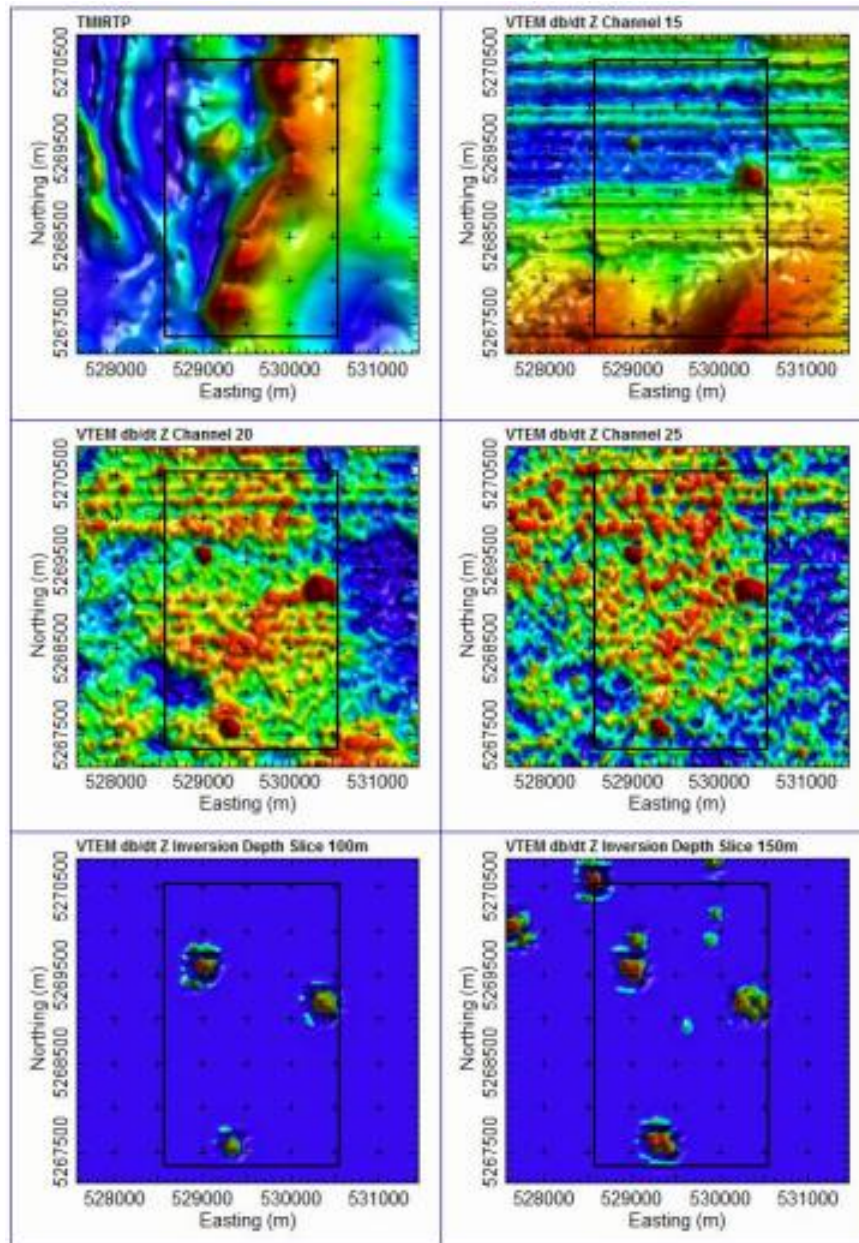 TMIRTP
5270500
5269500
5268500
5267500
Northing (m)
528000 529000 530000 531000
Easting (m)
VTEM db/dt Z Channel 15
5270500
5269500
5268500
5267500
Northing (m)
528000 529000 530000 531000
Easting (m)
VTEM db/dt Z Channel 20
5270500
5269500
5268500
5267500
Northing (m)
528000 529000 530000 531000
Easting (m)
VTEM db/dt Z Channel 25
5270500
5269500
5268500
5267500
Northing (m)
528000 529000 530000 531000
Easting (m)
VTEM db/dt Z Inversion Depth Slice 100m
5270500
5269500
5268500
5267500
Northing (m)
528000 529000 530000 531000
Easting (m)
VTEM db/dt Z Inversion Depth Slice 150m
5270500
5269500
5268500
5267500
Northing (m)
528000 529000 530000 531000
Easting (m)